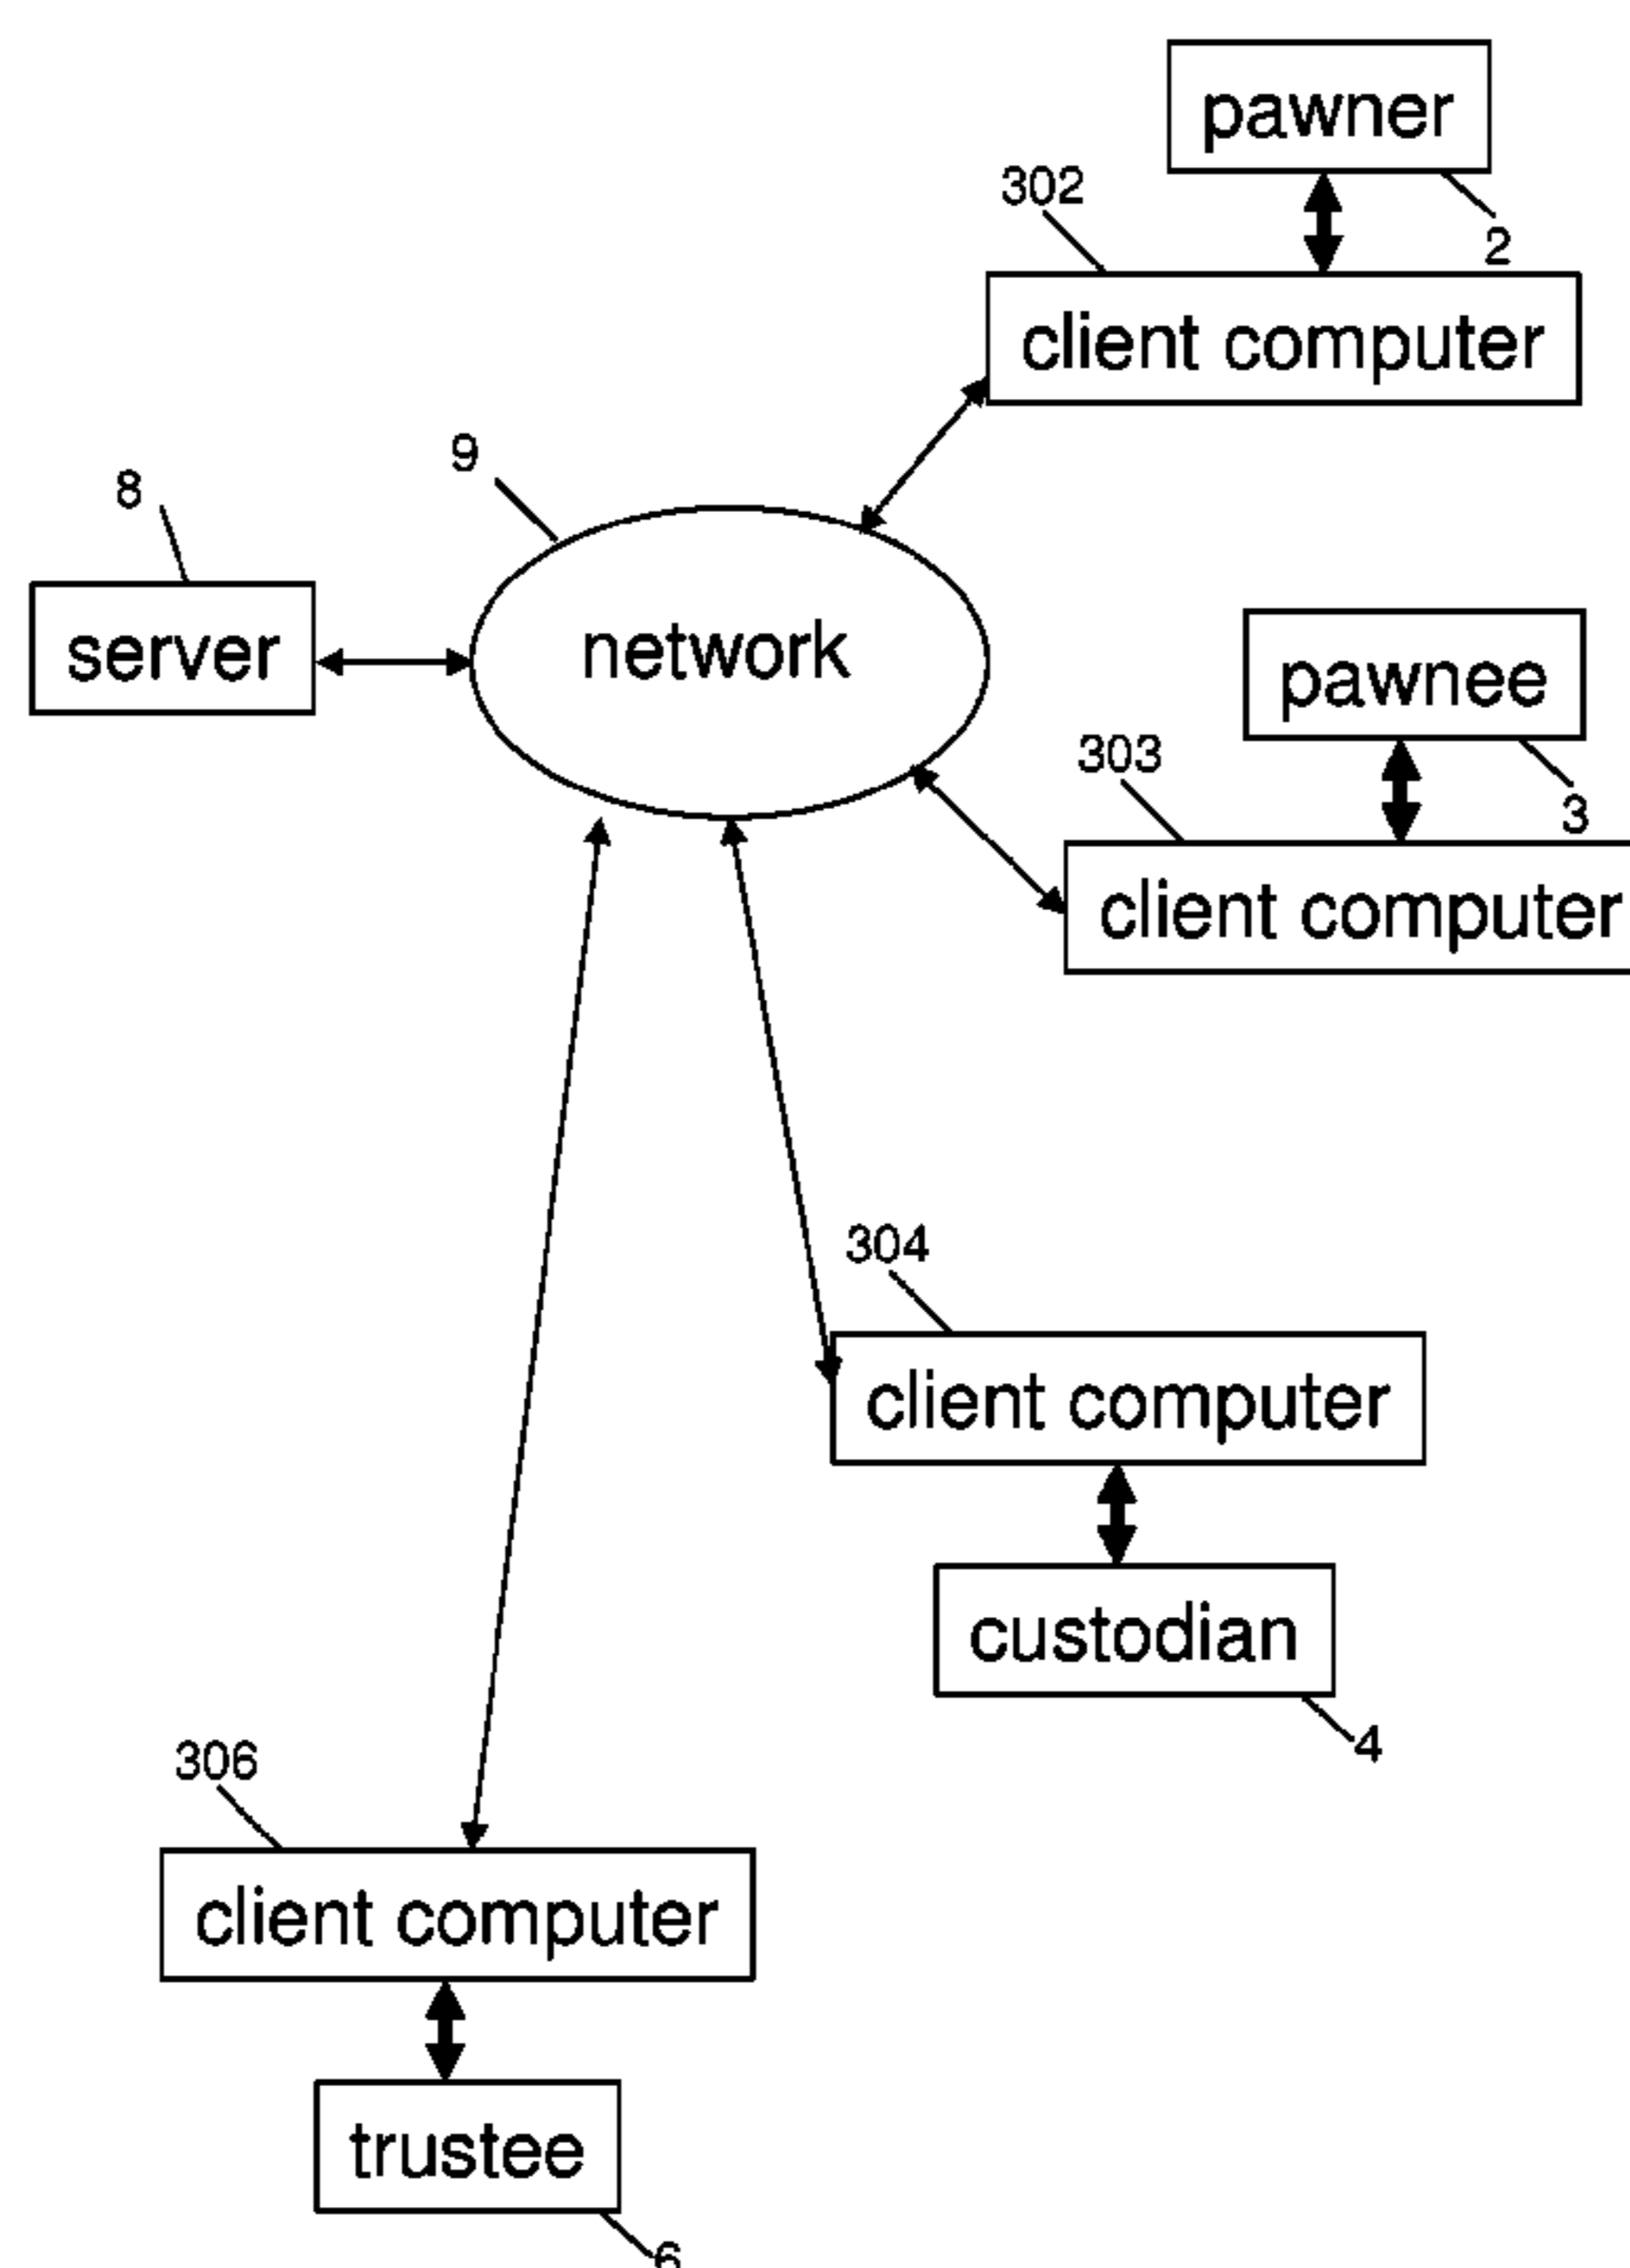 pawner
302
2
client computer
9
8
server
network
pawnee
303
3
client computer
304
client computer
custodian
4
306
client computer
trustee
6